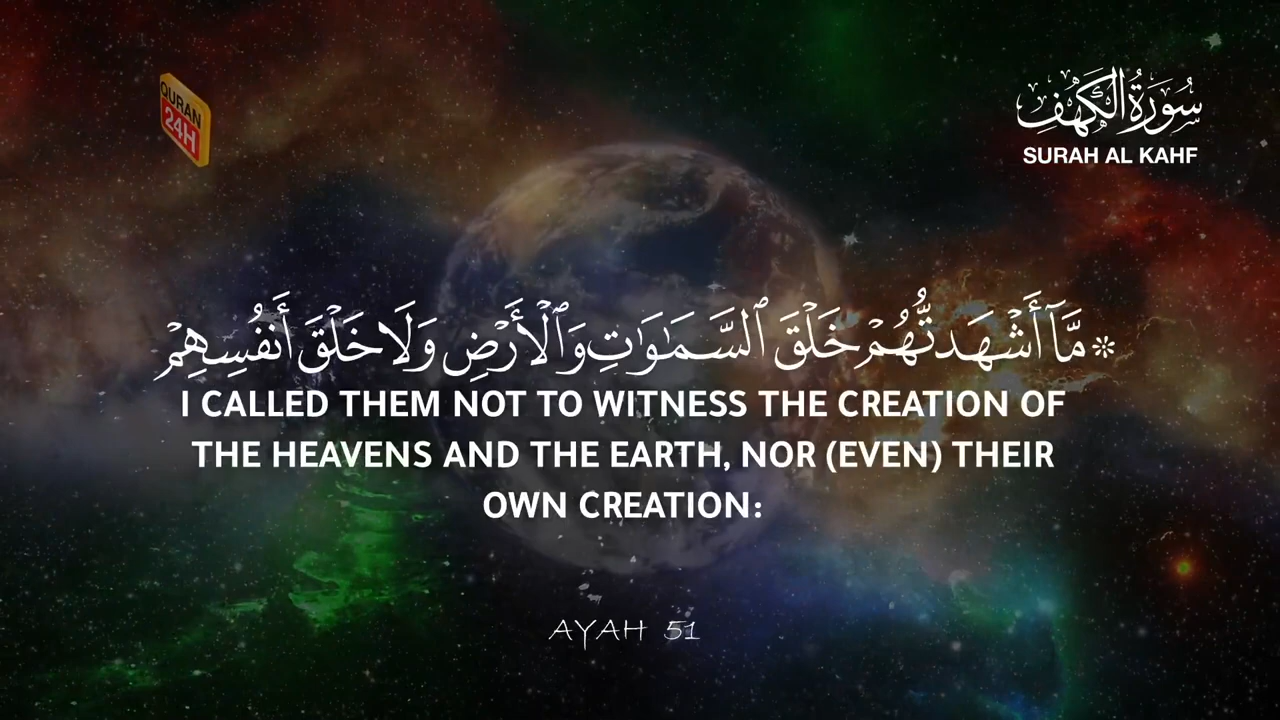 QURAN
24H
سُورَةُ الكَهْفِ
SURAH AL KAHF
۞ مَّآ أَشْهَدتُّهُمْ خَلْقَ ٱلسَّمَـٰوَٰتِ وَٱلْأَرْضِ وَلَا خَلْقَ أَنفُسِهِمْ
I CALLED THEM NOT TO WITNESS THE CREATION OF
THE HEAVENS AND THE EARTH, NOR (EVEN) THEIR
OWN CREATION:
AYAH 51